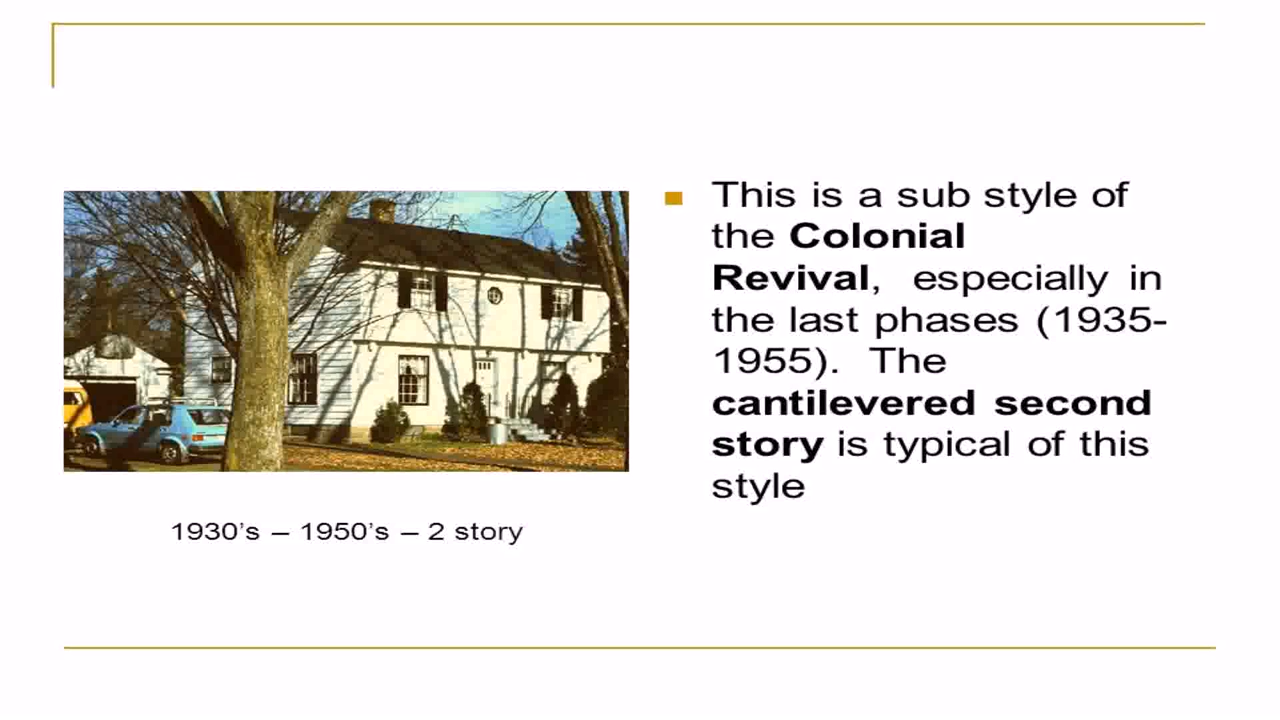 This is a sub style of
the Colonial
Revival, especially in
the last phases (1935-
1955). The
cantilevered second
story is typical of this
style
1930’s – 1950’s – 2 story